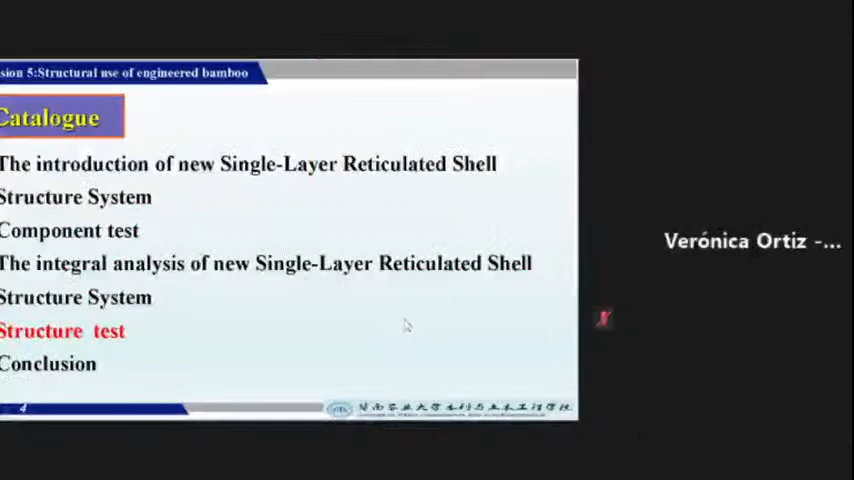 sion 5:Structural use of engineered bamboo
Catalogue
The introduction of new Single-Layer Reticulated Shell
Structure System
Component test
The integral analysis of new Single-Layer Reticulated Shell
Structure System
Structure test
Conclusion
4
Verónica Ortiz -...